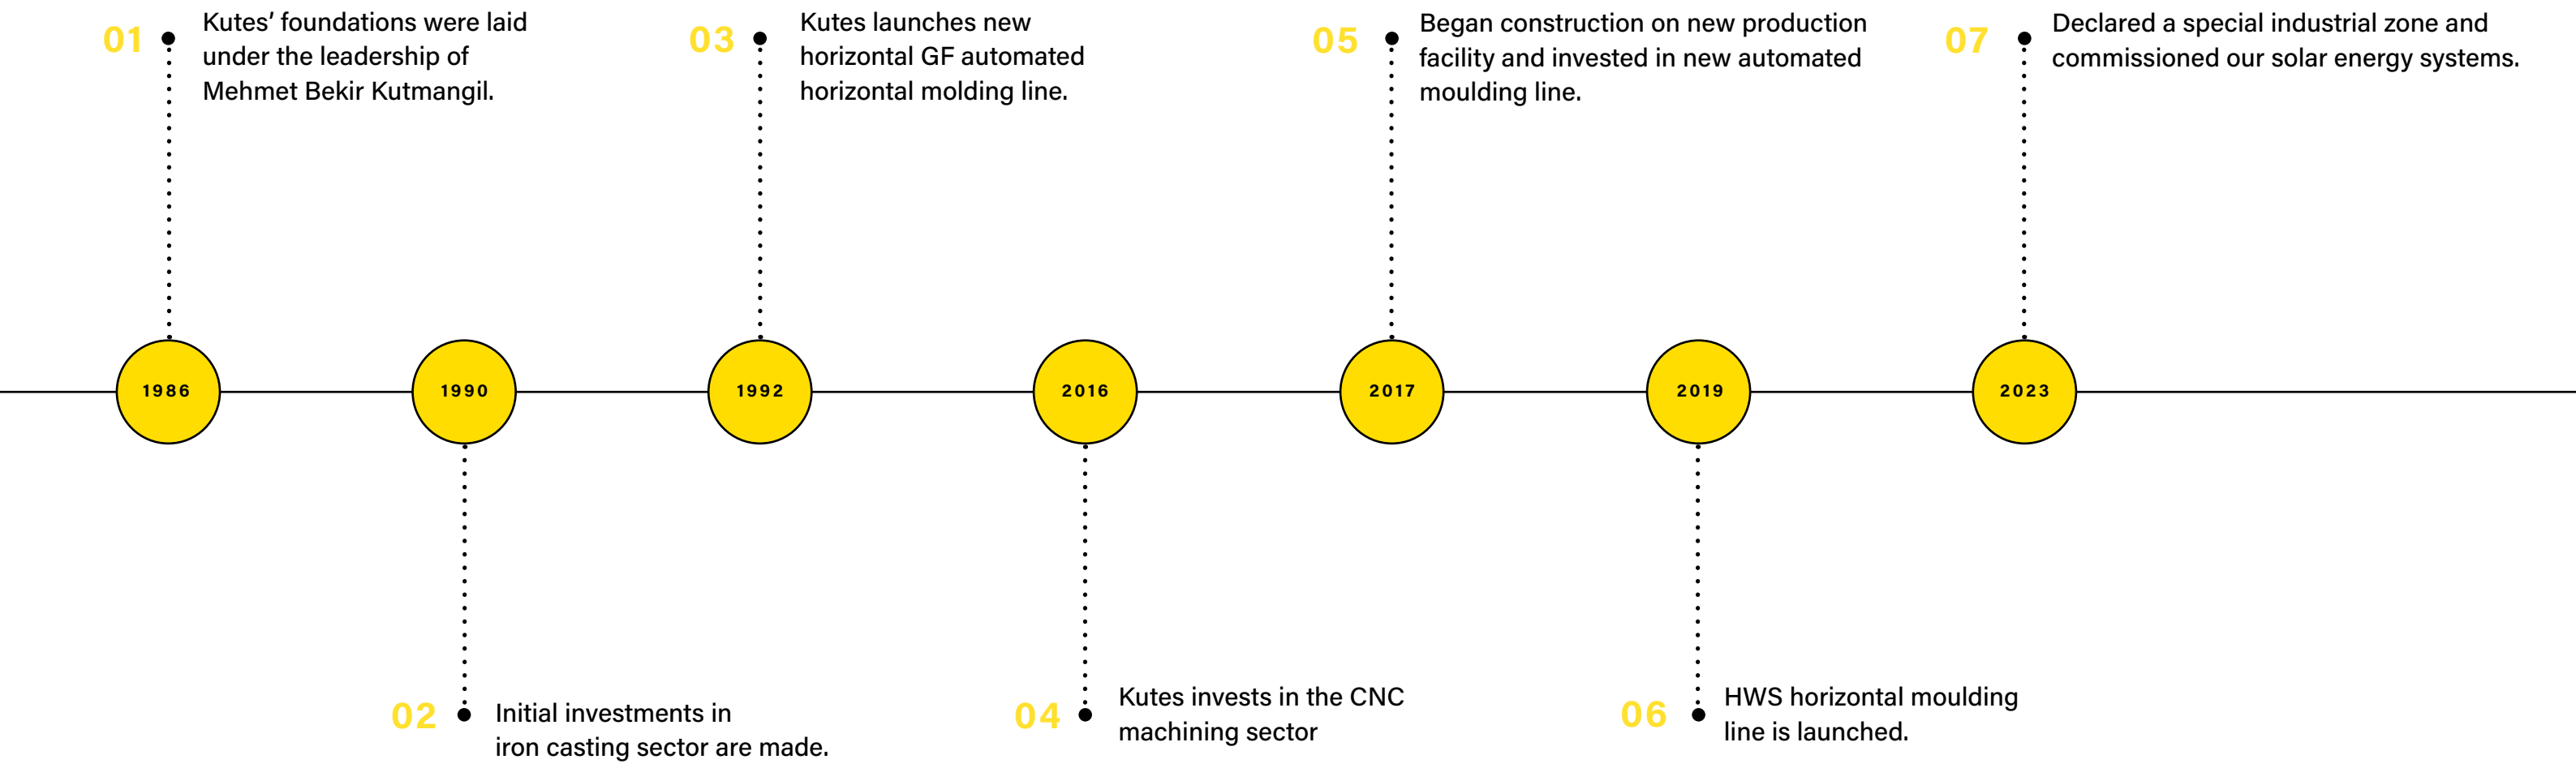 01
Kutes’ foundations were laid
under the leadership of
Mehmet Bekir Kutmangil.
03
Kutes launches new
horizontal GF automated
horizontal molding line.
05
Began construction on new production
facility and invested in new automated
moulding line.
07
Declared a special industrial zone and
commissioned our solar energy systems.
1986
1990
1992
2016
2017
2019
2023
02
Initial investments in
iron casting sector are made.
04
Kutes invests in the CNC
machining sector
06
HWS horizontal moulding
line is launched.